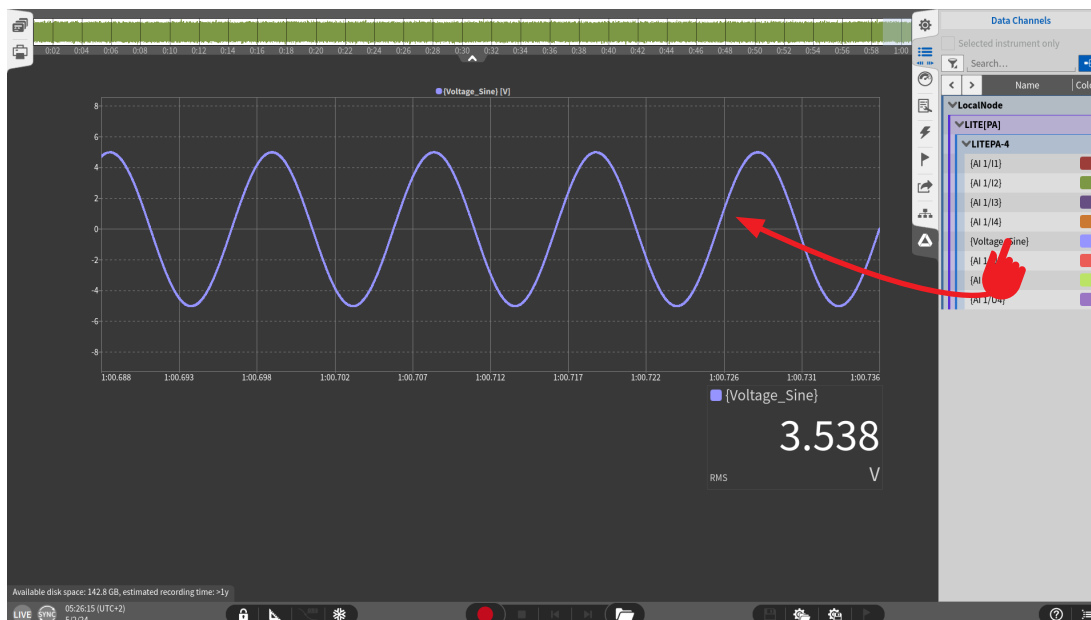 0:02 0:04 0:06 0:08 0:10 0:12 0:14 0:16 0:18 0:20 0:22 0:24 0:26 0:28 0:30 0:32 0:34 0:36 0:38 0:40 0:42 0:44 0:46 0:48 0:50 0:52 0:54 0:56 0:58 1:00
{Voltage_Sine} [V]
8
6
4
2
0
-2
-4
-6
-8
1:00.688 1:00.693 1:00.698 1:00.702 1:00.707 1:00.712 1:00.717 1:00.722 1:00.726 1:00.731 1:00.736
{Voltage_Sine}
3.538
RMS V
Available disk space: 142.8 GB, estimated recording time: >1y
LIVE SYNC 05:26:15 (UTC+2)
Data Channels
Selected instrument only
Search...
Name
LocalNode
LITE[PA]
LITEPA-4
{AI 1/I1}
{AI 1/I2}
{AI 1/I3}
{AI 1/I4}
{Voltage_Sine}
{AI
{AI
{AI 1/U4}